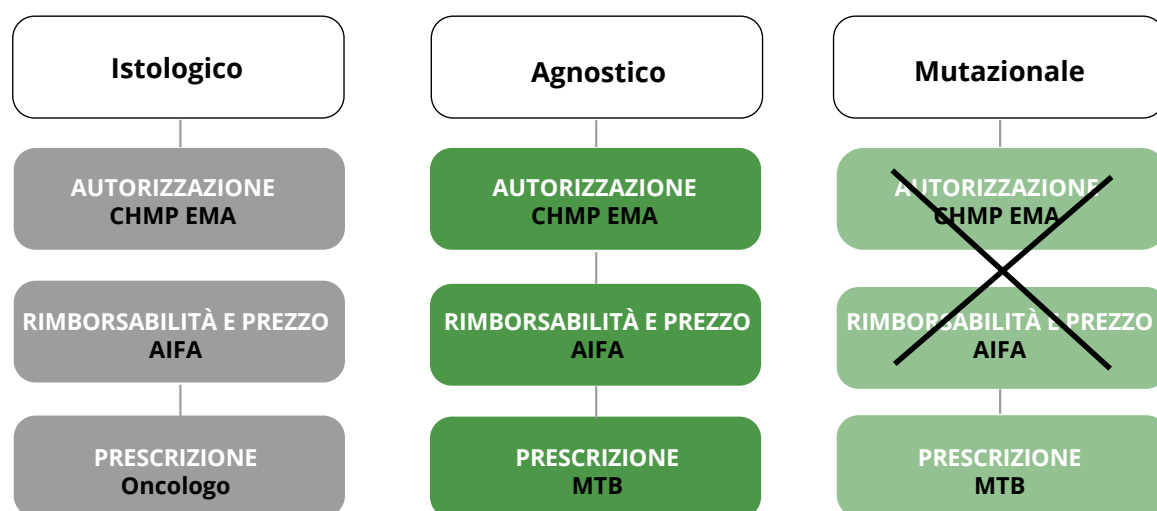 Istologico
AUTORIZZAZIONE
CHMP EMA
RIMBORSABILITÀ E PREZZO
AIFA
PRESCRIZIONE
Oncologo
Agnostico
AUTORIZZAZIONE
CHMP EMA
RIMBORSABILITÀ E PREZZO
AIFA
PRESCRIZIONE
MTB
Mutazionale
AUTORIZZAZIONE
CHMP EMA
RIMBORSABILITÀ E PREZZO
AIFA
PRESCRIZIONE
MTB